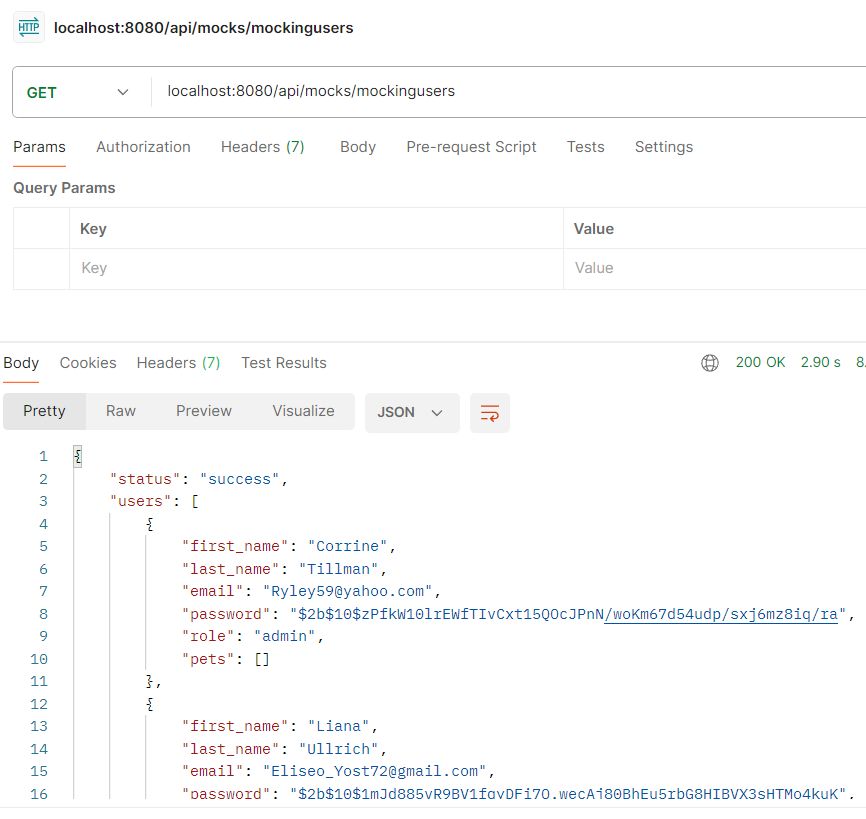 HTTP localhost:8080/api/mocks/mockingusers
GET localhost:8080/api/mocks/mockingusers
Params Authorization Headers (7) Body Pre-request Script Tests Settings
Query Params
Key Value
Key Value
Body Cookies Headers (7) Test Results 200 OK 2.90 s 8.
Pretty Raw Preview Visualize JSON
1 {
2 "status": "success",
3 "users": [
4 {
5 "first_name": "Corrine",
6 "last_name": "Tillman",
7 "email": "Ryley59@yahoo.com",
8 "password": "$2b$10$zPfkW10lrEWfTIvCxt15QOcJPnN/woKm67d54udp/sxj6mz8iq/ra",
9 "role": "admin",
10 "pets": []
11 },
12 {
13 "first_name": "Liana",
14 "last_name": "Ullrich",
15 "email": "Eliseo_Yost72@gmail.com",
16 "password": "$2b$10$1mJd885vR9BV1fqvDFi7O.wecAj80BhEu5rbG8HIBVX3sHTMo4kuK",